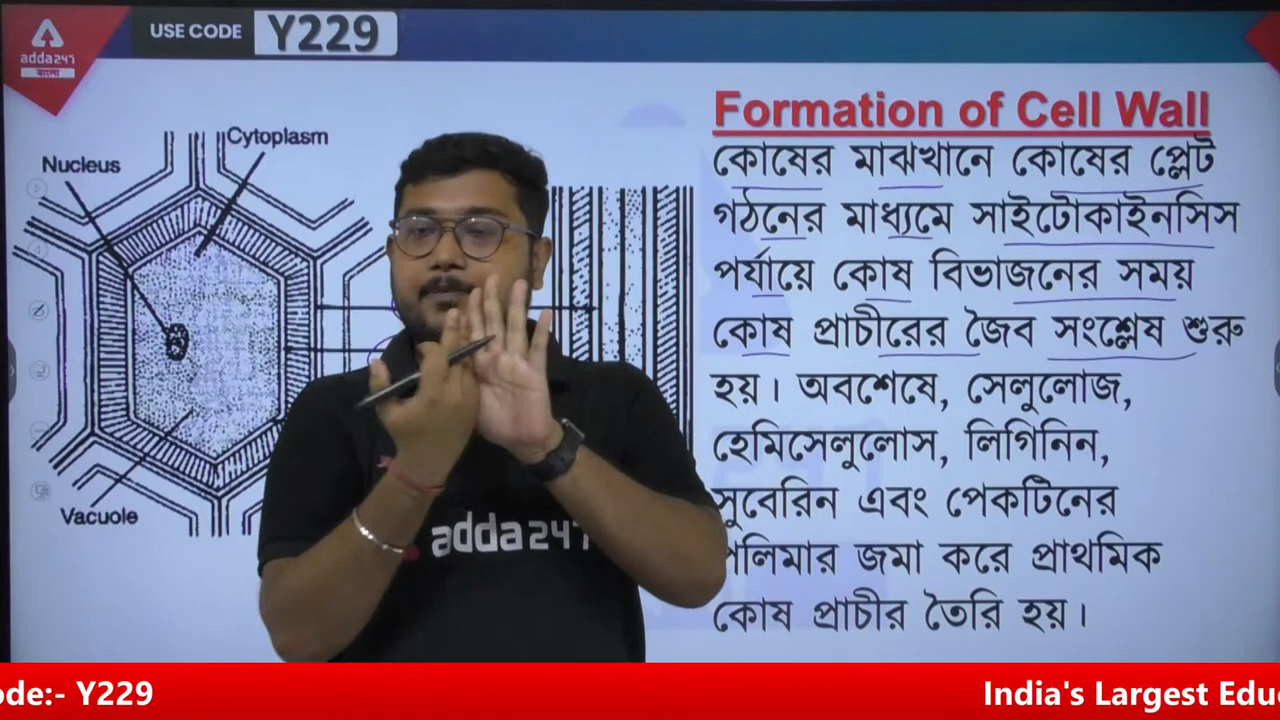 adda247
বাংলা
USE CODE Y229
Formation of Cell Wall
কোষের মাঝখানে কোষের প্লেট
গঠনের মাধ্যমে সাইটোকাইনসিস
পর্যায়ে কোষ বিভাজনের সময়
কোষ প্রাচীরের জৈব সংশ্লেষ শুরু
হয়। অবশেষে, সেলুলোজ,
হেমিসেলুলোস, লিগিনিন,
সুবেরিন এবং পেকটিনের
পলিমার জমা করে প্রাথমিক
কোষ প্রাচীর তৈরি হয়।
Cytoplasm
Nucleus
Vacuole
adda247
ode:- Y229
India's Largest Edu